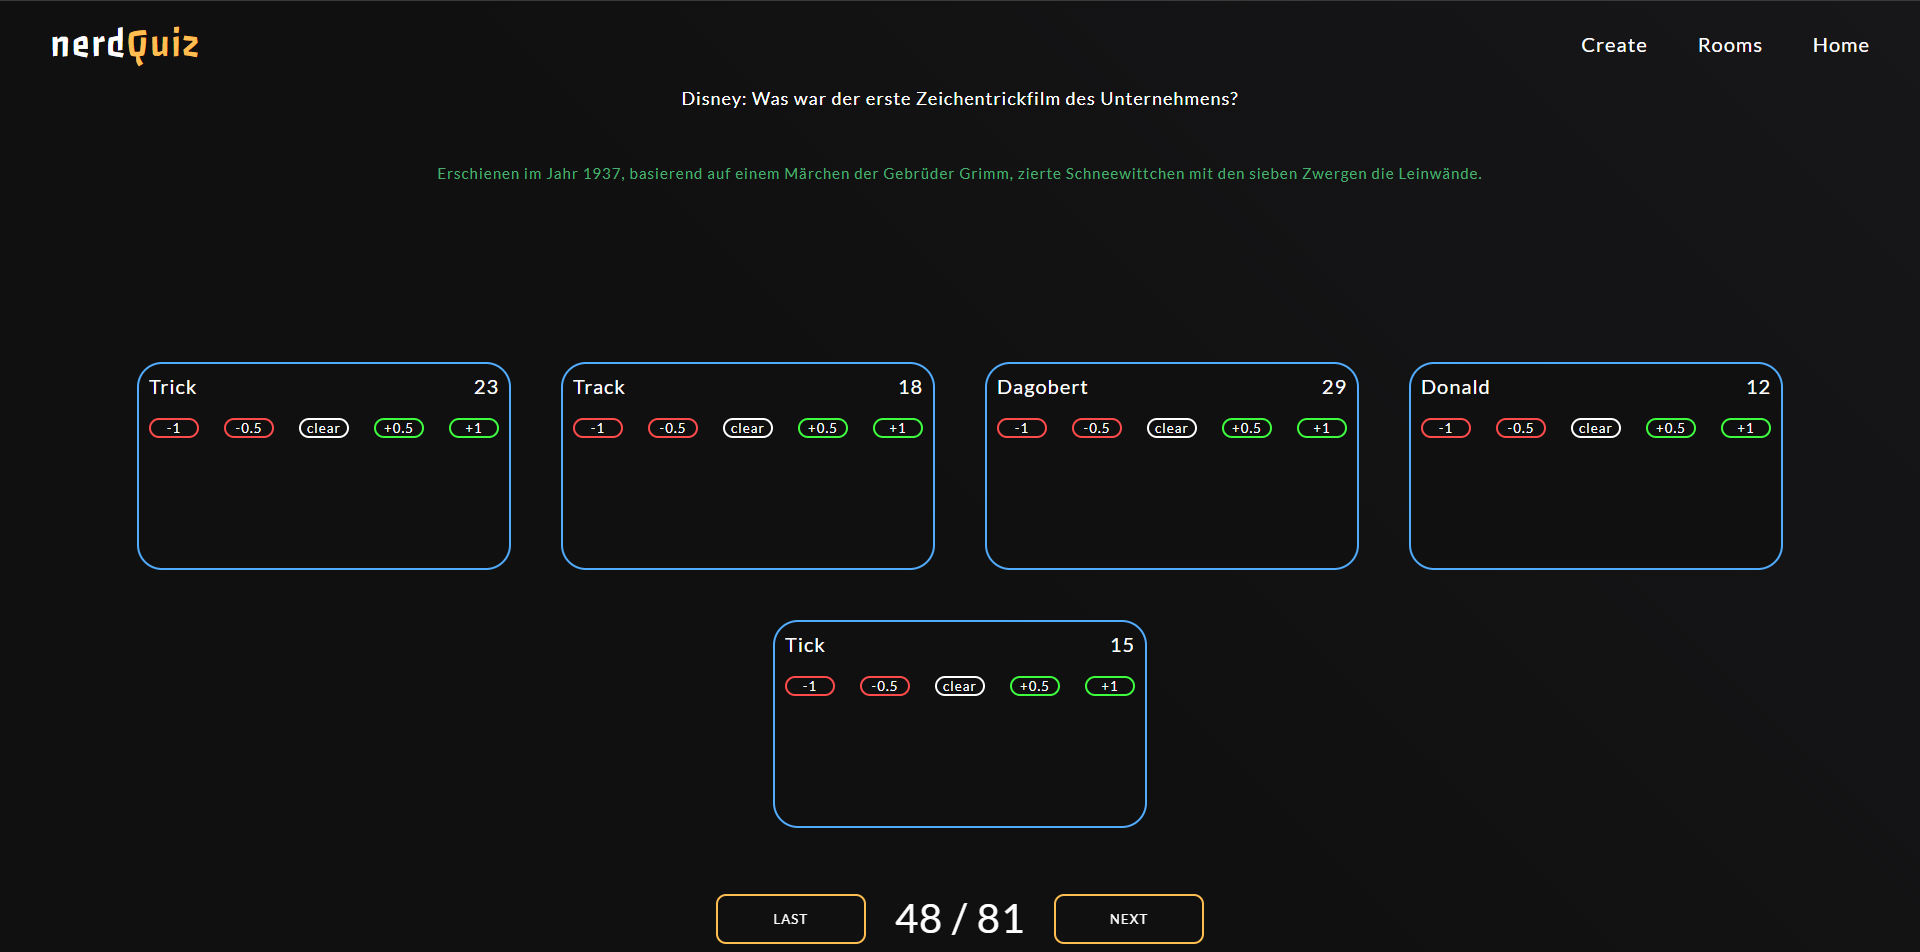 nerdQuiz
Create Rooms Home
Disney: Was war der erste Zeichentrickfilm des Unternehmens?
Erschienen im Jahr 1937, basierend auf einem Märchen der Gebrüder Grimm, zierte Schneewittchen mit den sieben Zwergen die Leinwände.
Trick 23
-1 -0.5 clear +0.5 +1
Track 18
-1 -0.5 clear +0.5 +1
Dagobert 29
-1 -0.5 clear +0.5 +1
Donald 12
-1 -0.5 clear +0.5 +1
Tick 15
-1 -0.5 clear +0.5 +1
LAST 48 / 81 NEXT